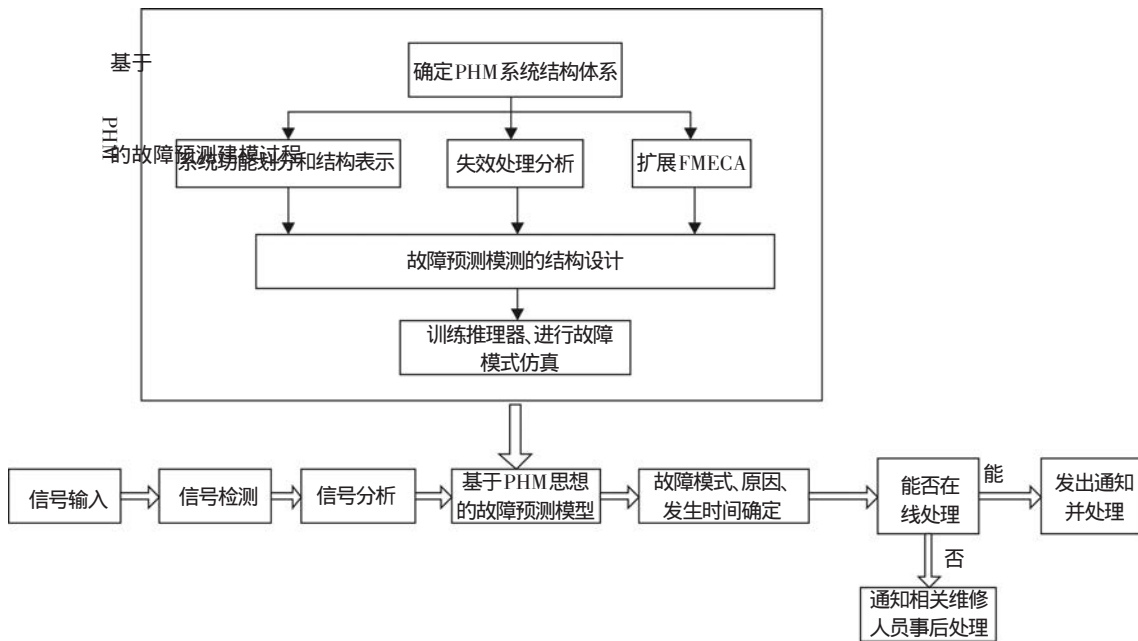 基于
PHM
的故障预测建模过程
确定PHM系统结构体系
系统功能划分和结构表示
失效处理分析
扩展FMECA
故障预测模测的结构设计
训练推理器、进行故障
模式仿真
信号输入
信号检测
信号分析
基于PHM思想
的故障预测模型
故障模式、原因、
发生时间确定
能否在
线处理
能
发出通知
并处理
否
通知相关维修
人员事后处理